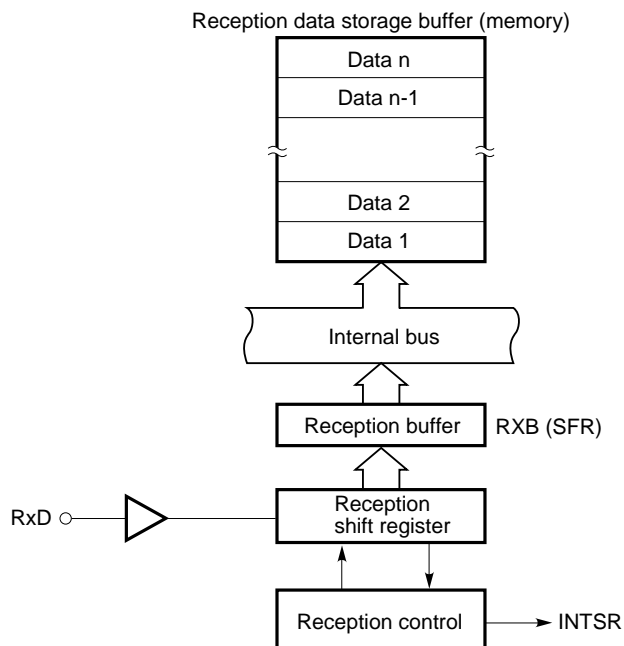 Reception data storage buffer (memory)
Data n
Data n-1
Data 2
Data 1
Internal bus
Reception buffer
RXB (SFR)
RxD
Reception
shift register
Reception control
INTSR